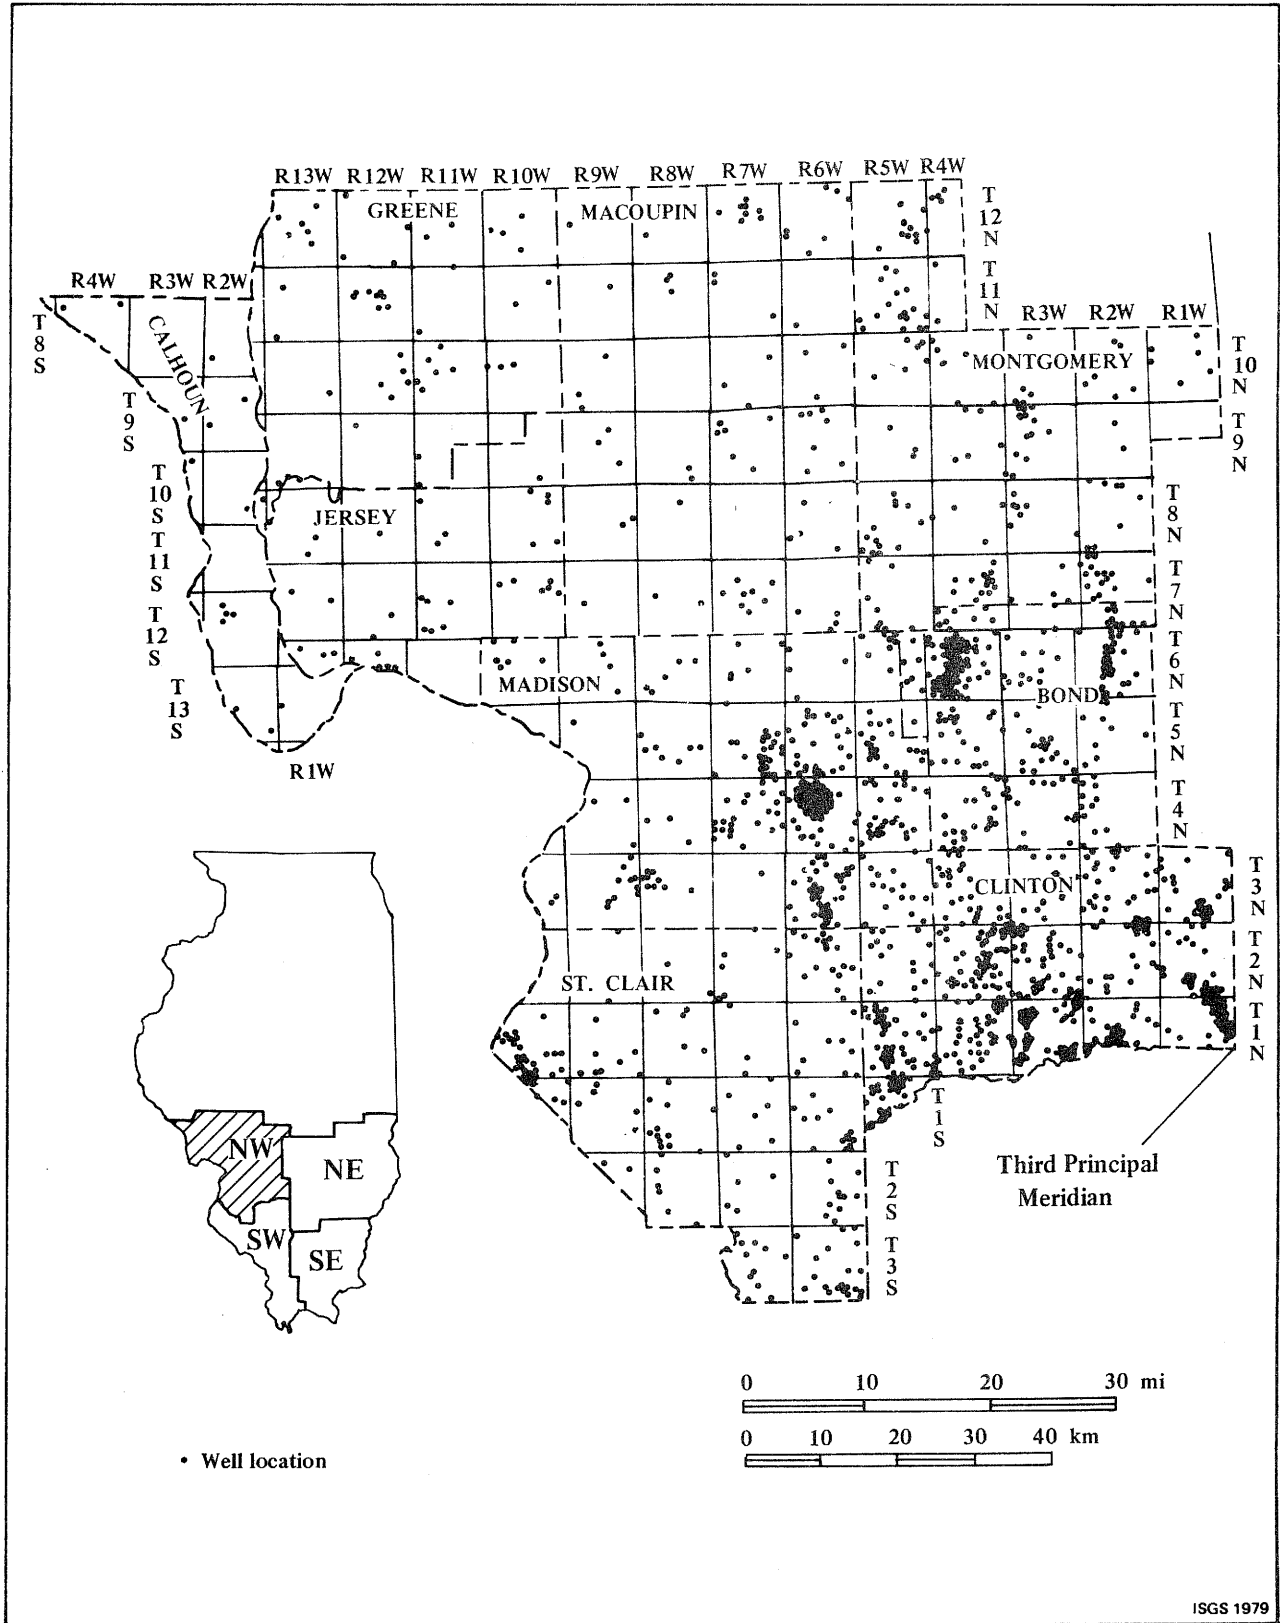 R13W R12W R11W R10W R9W R8W R7W R6W R5W R4W
GREENE
MACOUPIN
T
12
N
T
11
N
R4W R3W R2W
T
8
S
CALHOUN
R3W R2W R1W
MONTGOMERY
T
10
N
T
9
S
T
9
N
T
10
S
JERSEY
T
8
N
T
11
S
T
7
N
T
12
S
T
6
N
MADISON
BOND
T
13
S
T
5
N
R1W
T
4
N
T
3
N
CLINTON
T
2
N
ST. CLAIR
T
1
N
T
1
S
Third Principal
Meridian
T
2
S
T
3
S
NW
NE
SW
SE
0 10 20 30 mi
0 10 20 30 40 km
• Well location
ISGS 1979